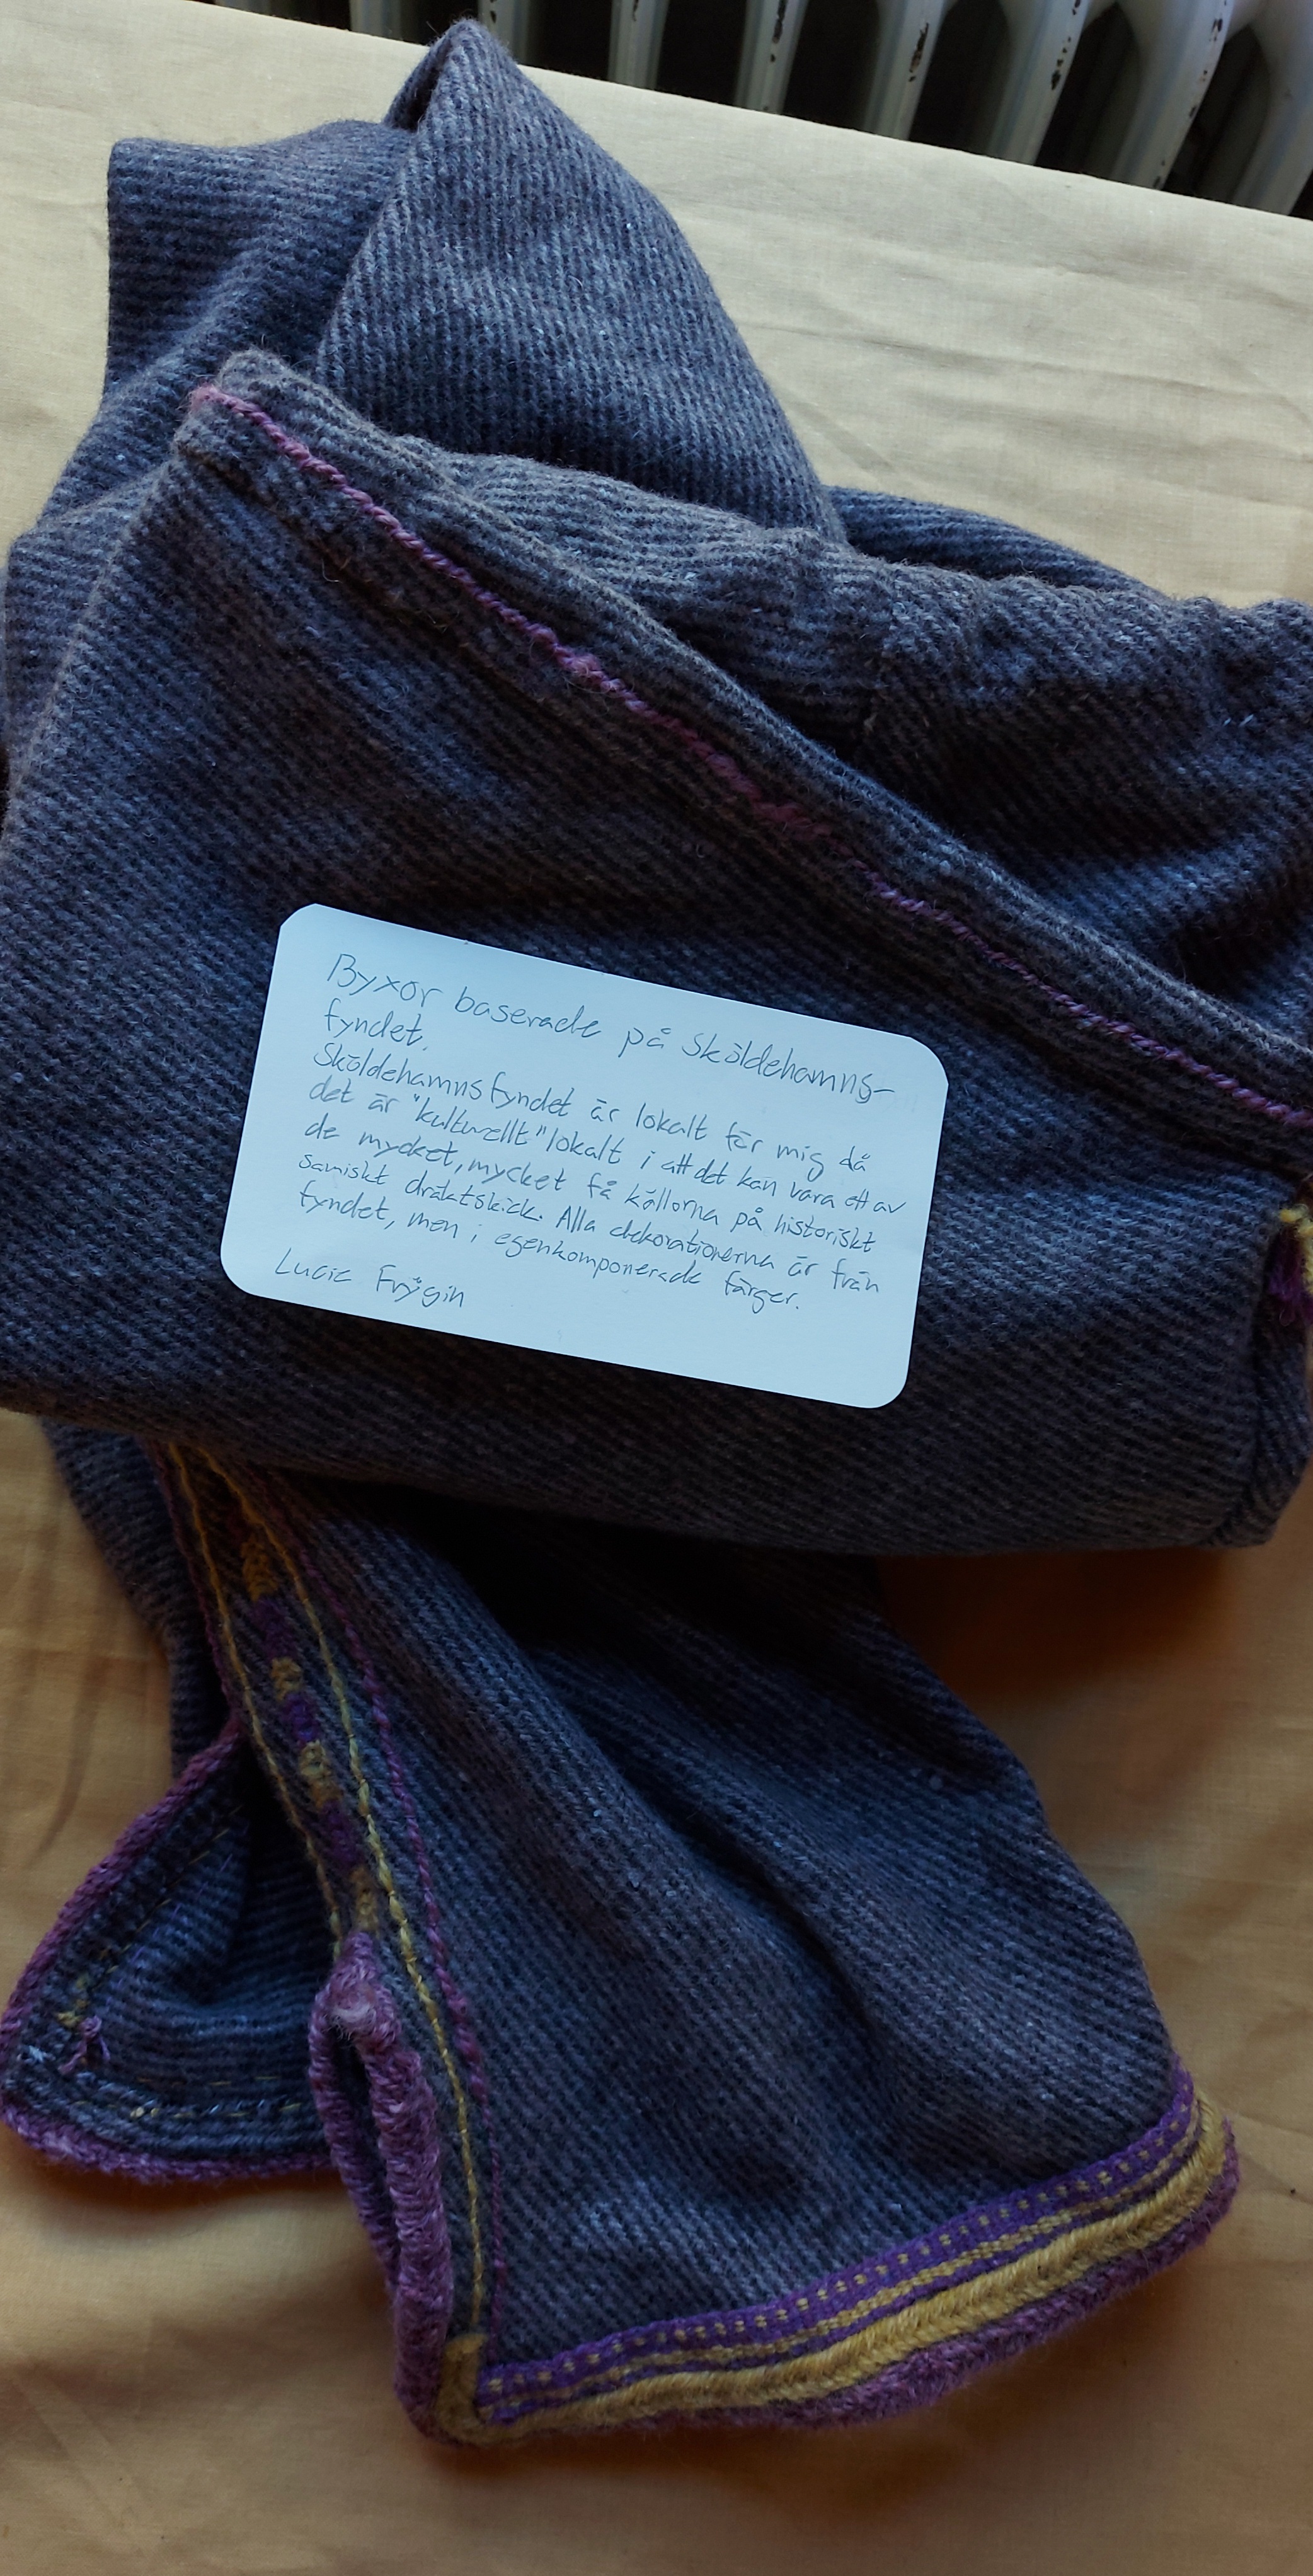 Byxor baserade på Sköldehamns-
fyndet.
Sköldehamnsfyndet är lokalt för mig då
det är "kulturellt" lokalt i att det kan vara ett av
de mycket, mycket få källorna på historiskt
samiskt dräktskick. Alla dekorationerna är från
fyndet, men i egenkomponerade färger.
Lucie